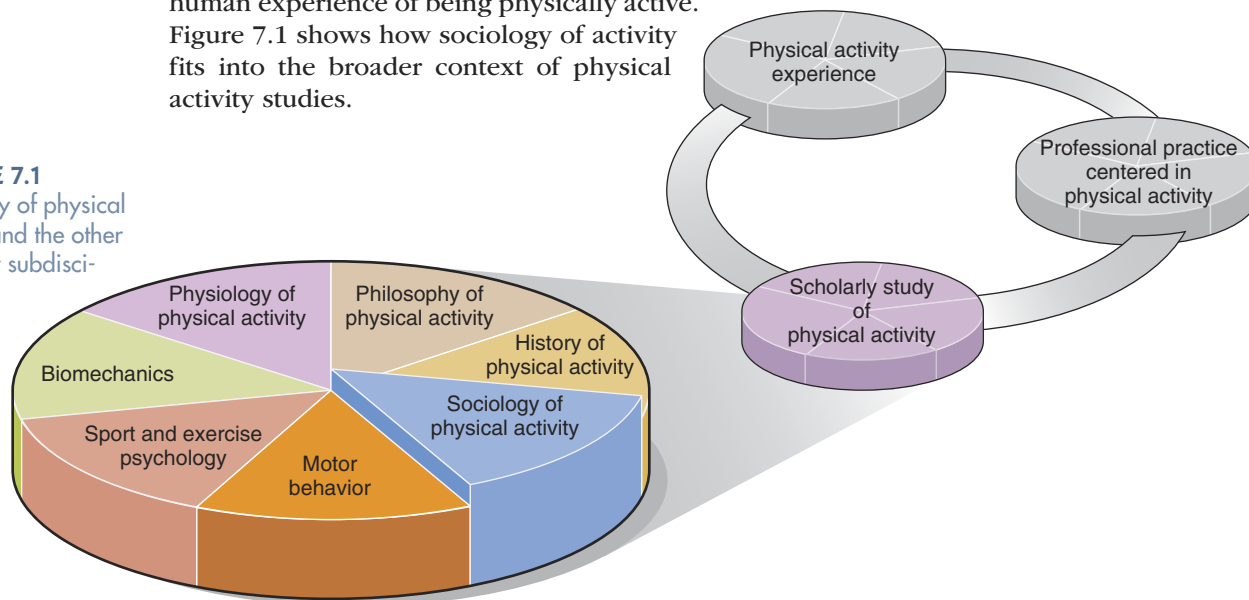 human experience of being physically active.
Figure 7.1 shows how sociology of activity
fits into the broader context of physical
activity studies.
7.1
y of physical
and the other
subdisci-
Physical activity
experience
Professional practice
centered in
physical activity
Scholarly study
of
physical activity
Physiology of
physical activity
Philosophy of
physical activity
History of
physical activity
Biomechanics
Sociology of
physical activity
Sport and exercise
psychology
Motor
behavior